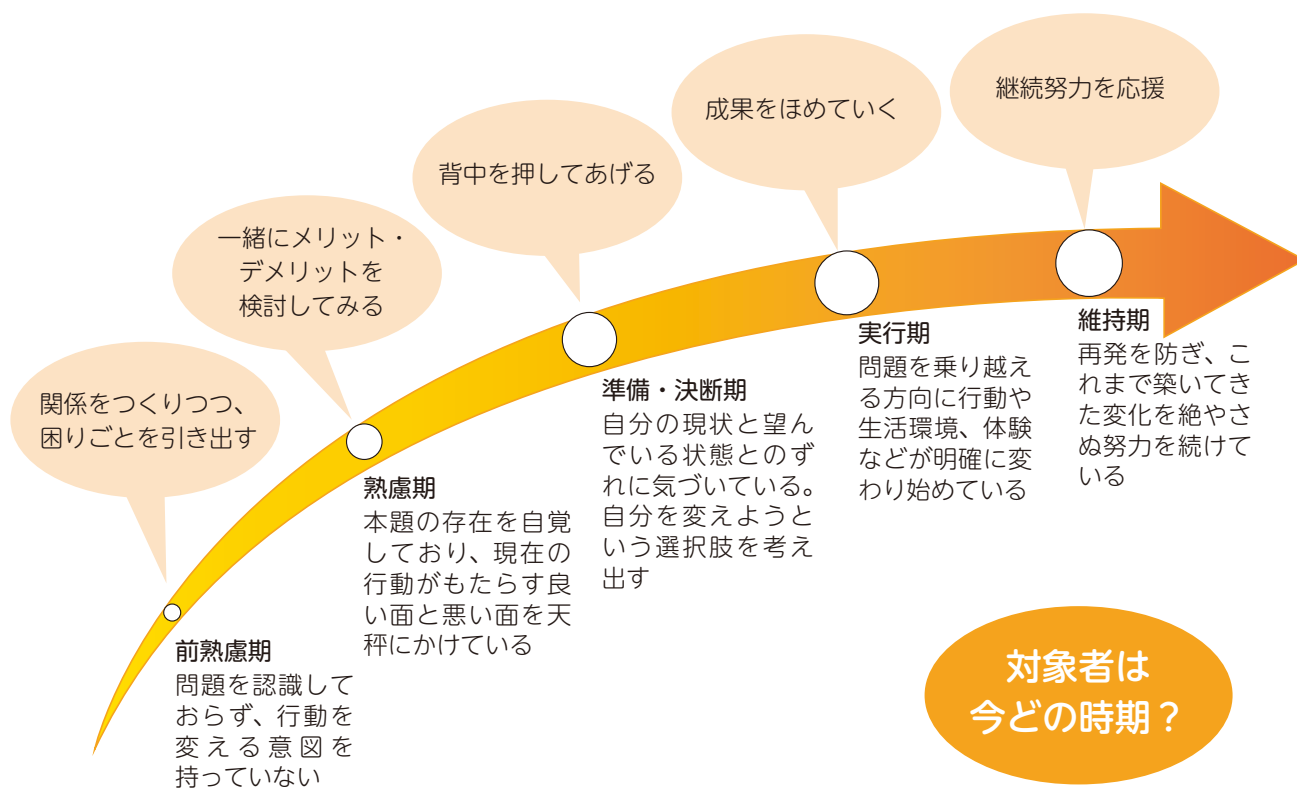 関係をつくりつつ、
困りごとを引き出す
前熟慮期
問題を認識して
おらず、行動を
変える意図を
持っていない
一緒にメリット・
デメリットを
検討してみる
熟慮期
本題の存在を自覚
しており、現在の
行動がもたらす良
い面と悪い面を天
秤にかけている
背中を押してあげる
準備・決断期
自分の現状と望ん
でいる状態とのず
れに気づいている。
自分を変えようと
いう選択肢を考え
出す
成果をほめていく
実行期
問題を乗り越え
る方向に行動や
生活環境、体験
などが明確に変
わり始めている
継続努力を応援
維持期
再発を防ぎ、こ
れまで築いてき
た変化を絶やさ
ぬ努力を続けて
いる
対象者は
今どの時期？